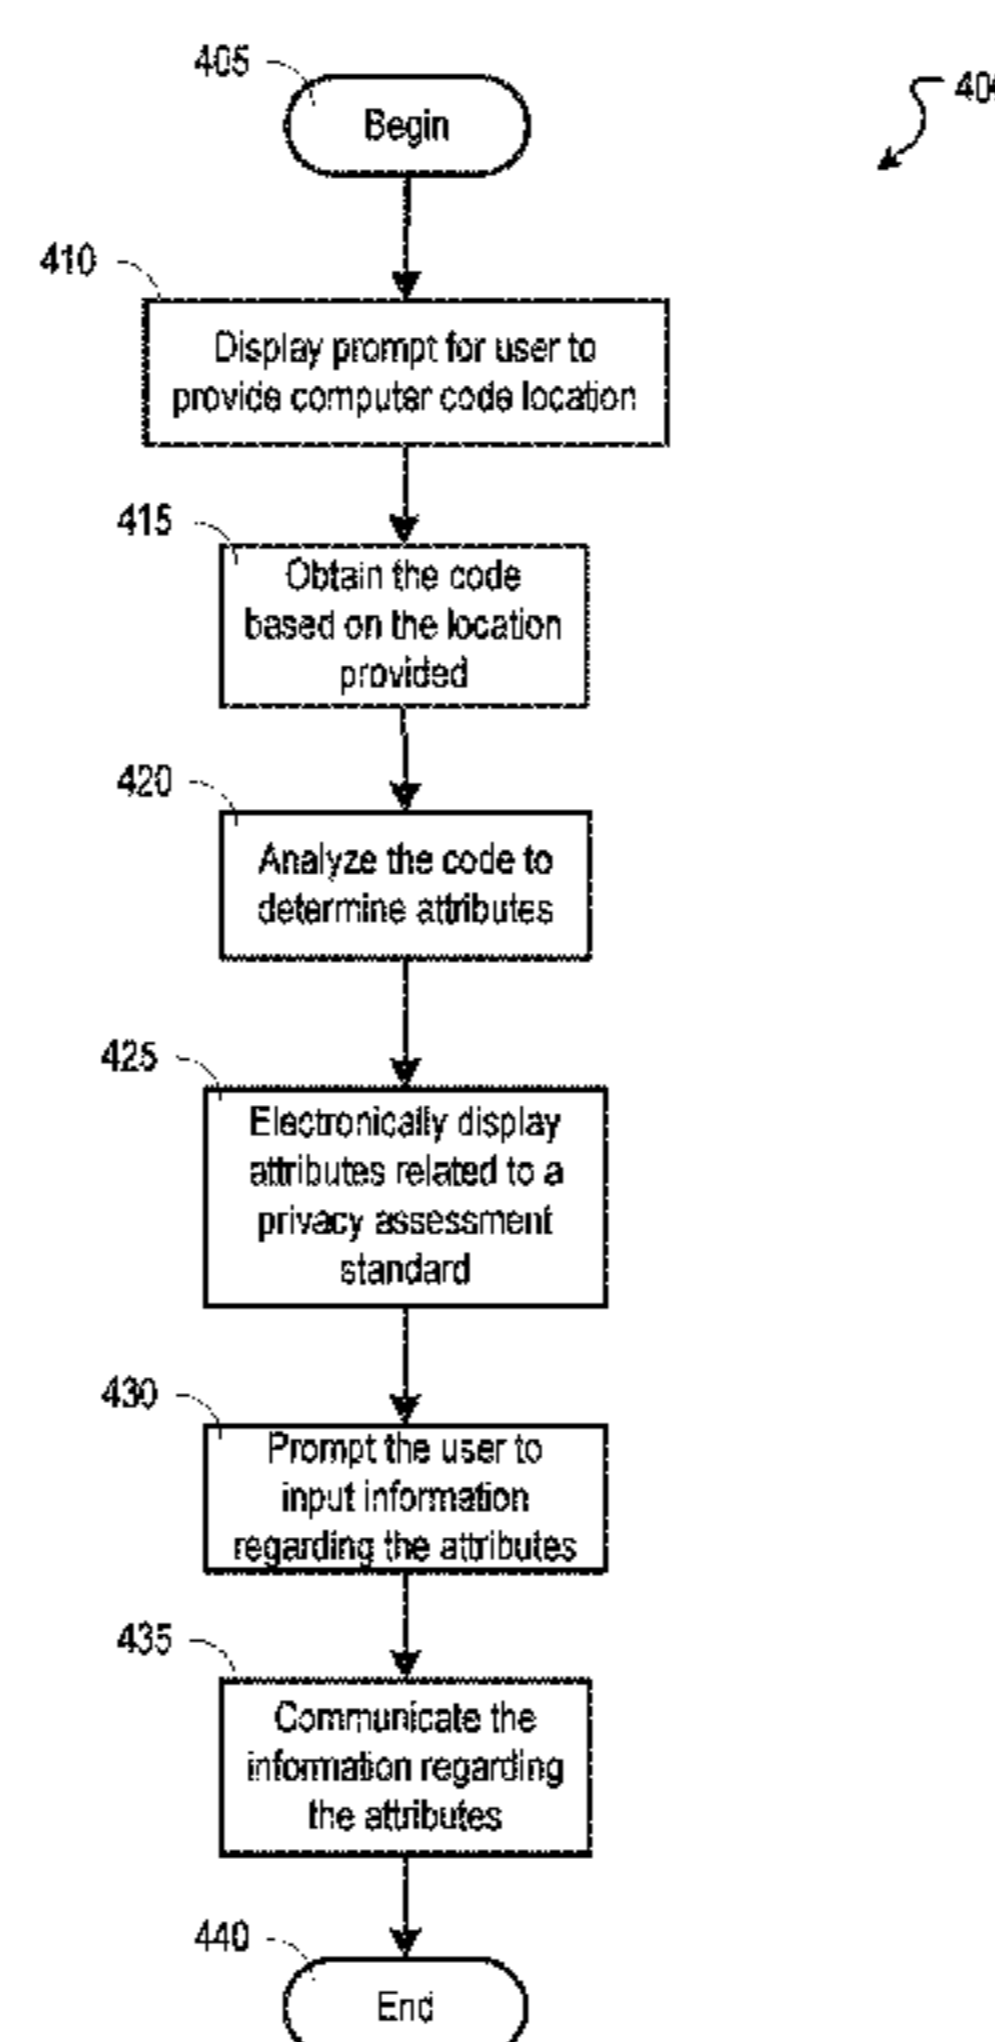 405
Begin
410
Display prompt for user to
provide computer code location
415
Obtain the code
based on the location
provided
420
Analyze the code to
determine attributes
425
Electronically display
attributes related to a
privacy assessment
standard
430
Prompt the user to
input information
regarding the attributes
435
Communicate the
information regarding
the attributes
440
End